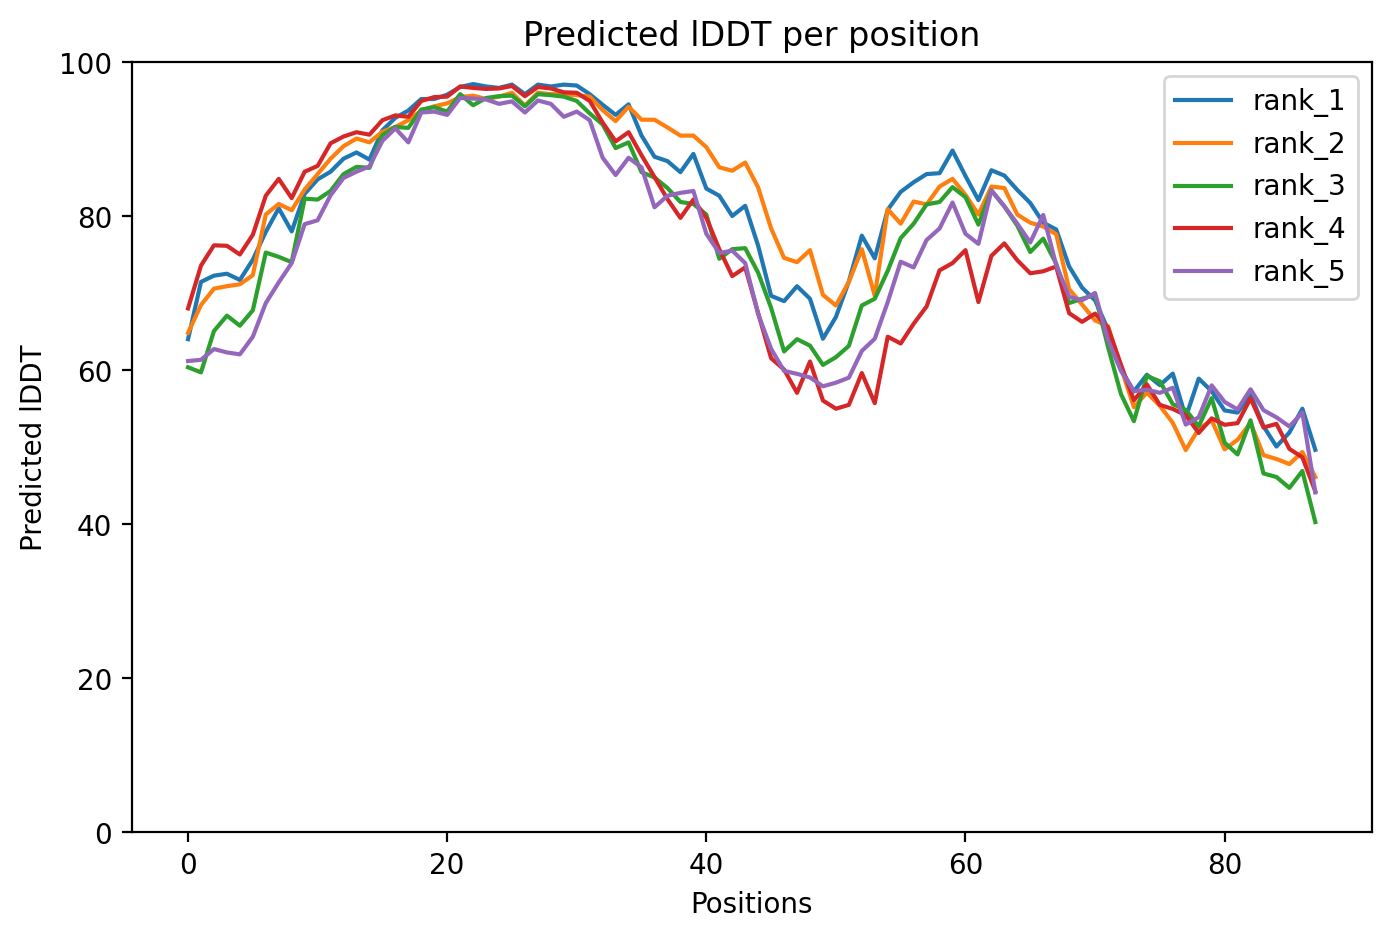 Predicted lDDT per position
100
80
60
40
20
0
Predicted lDDT
0 20 40 60 80
Positions
rank_1
rank_2
rank_3
rank_4
rank_5